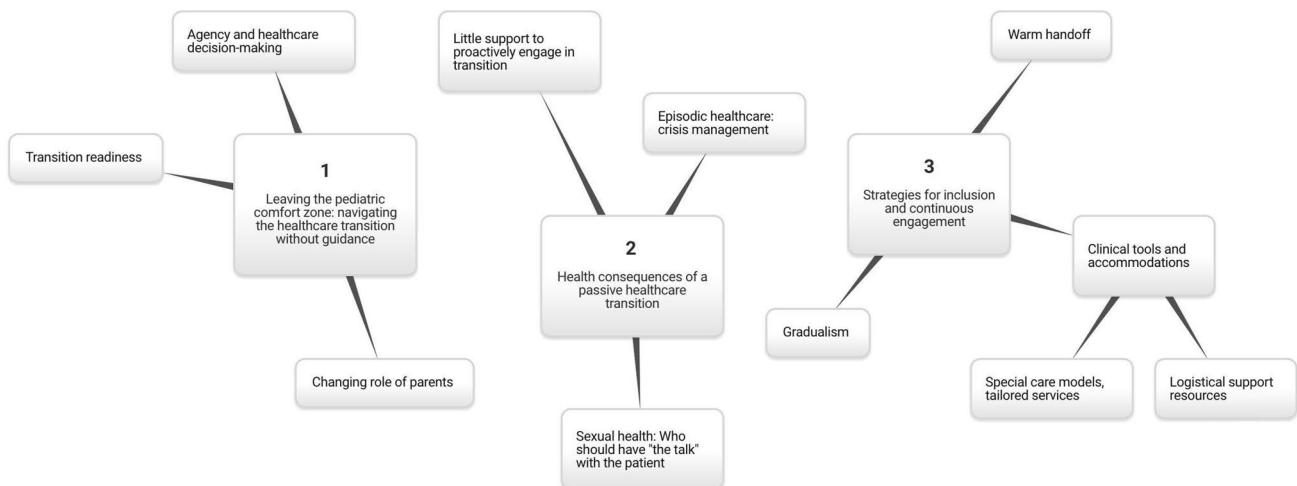 Agency and healthcare
decision-making
Transition readiness
1
Leaving the pediatric
comfort zone: navigating
the healthcare transition
without guidance
Changing role of parents
Little support to
proactively engage in
transition
Episodic healthcare:
crisis management
2
Health consequences of a
passive healthcare
transition
Sexual health: Who
should have "the talk"
with the patient
Warm handoff
3
Strategies for inclusion
and continuous
engagement
Clinical tools and
accommodations
Gradualism
Special care models,
tailored services
Logistical support
resources